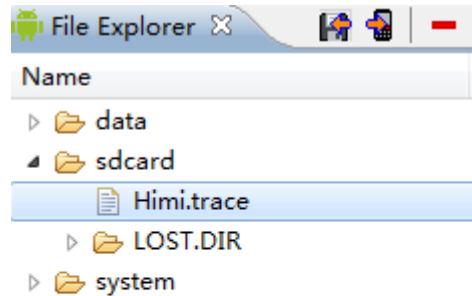 File Explorer
Name
data
sdcard
Himi.trace
LOST.DIR
system